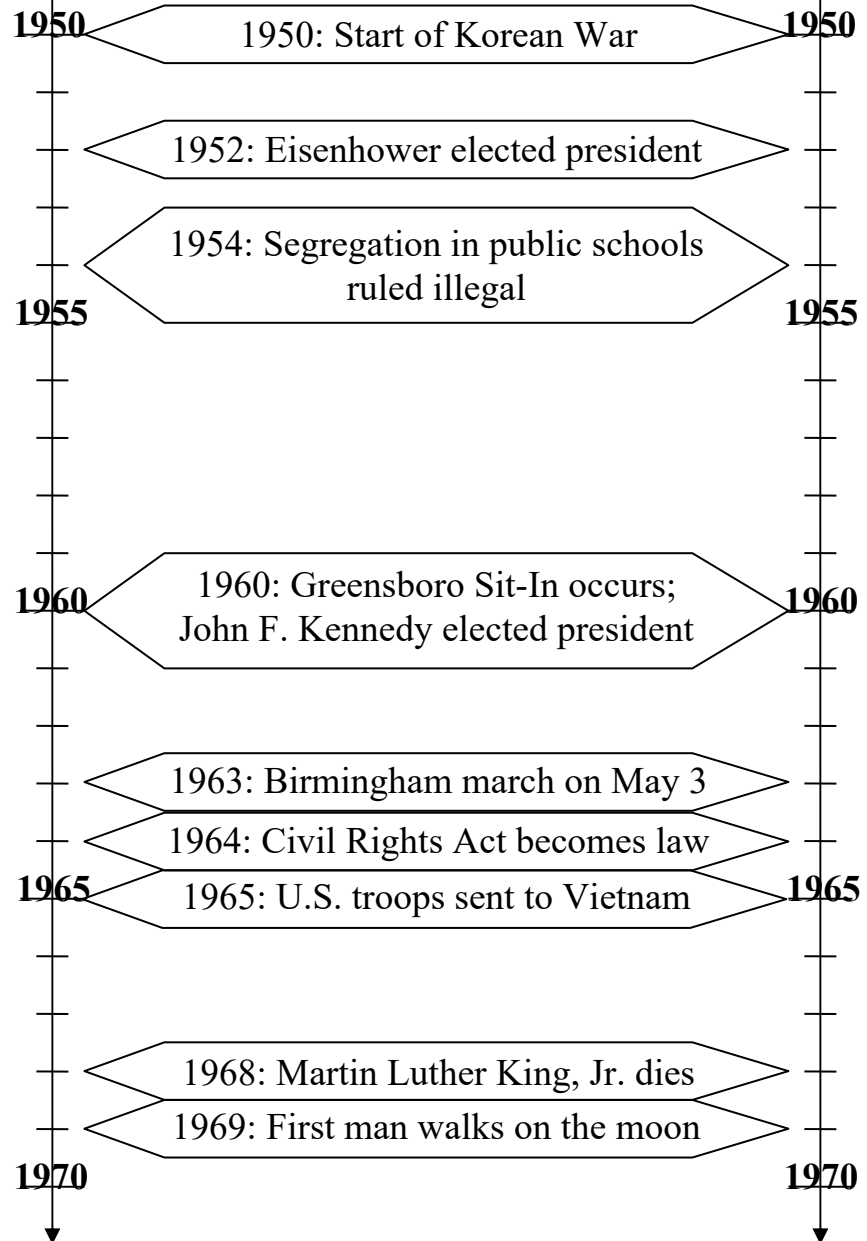 1950 1950
1950: Start of Korean War
1952: Eisenhower elected president
1954: Segregation in public schools
ruled illegal
1955 1955
1960: Greensboro Sit-In occurs;
1960 1960
John F. Kennedy elected president
1963: Birmingham march on May 3
1964: Civil Rights Act becomes law
1965 1965
1965: U.S. troops sent to Vietnam
1968: Martin Luther King, Jr. dies
1969: First man walks on the moon
1970 1970